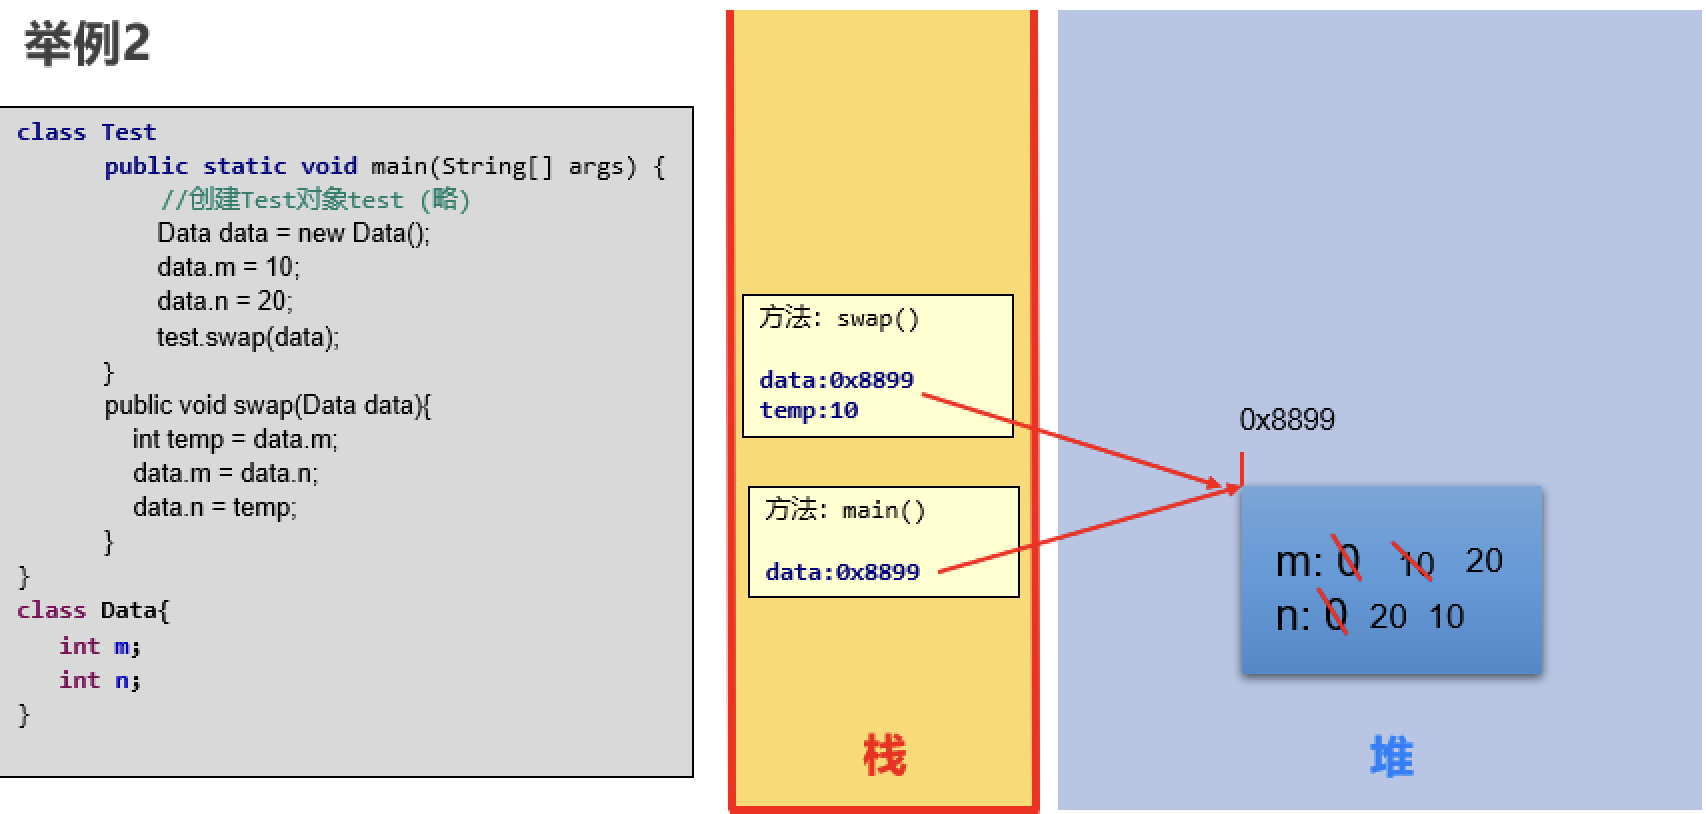 举例2
class Test
public static void main(String[] args) {
//创建Test对象test (略)
Data data = new Data();
data.m = 10;
data.n = 20;
test.swap(data);
}
public void swap(Data data){
int temp = data.m;
data.m = data.n;
data.n = temp;
}
}
class Data{
int m;
int n;
}
方法: swap()
data:0x8899
temp:10
方法: main()
data:0x8899
栈
0x8899
m: 0 10 20
n: 0 20 10
堆